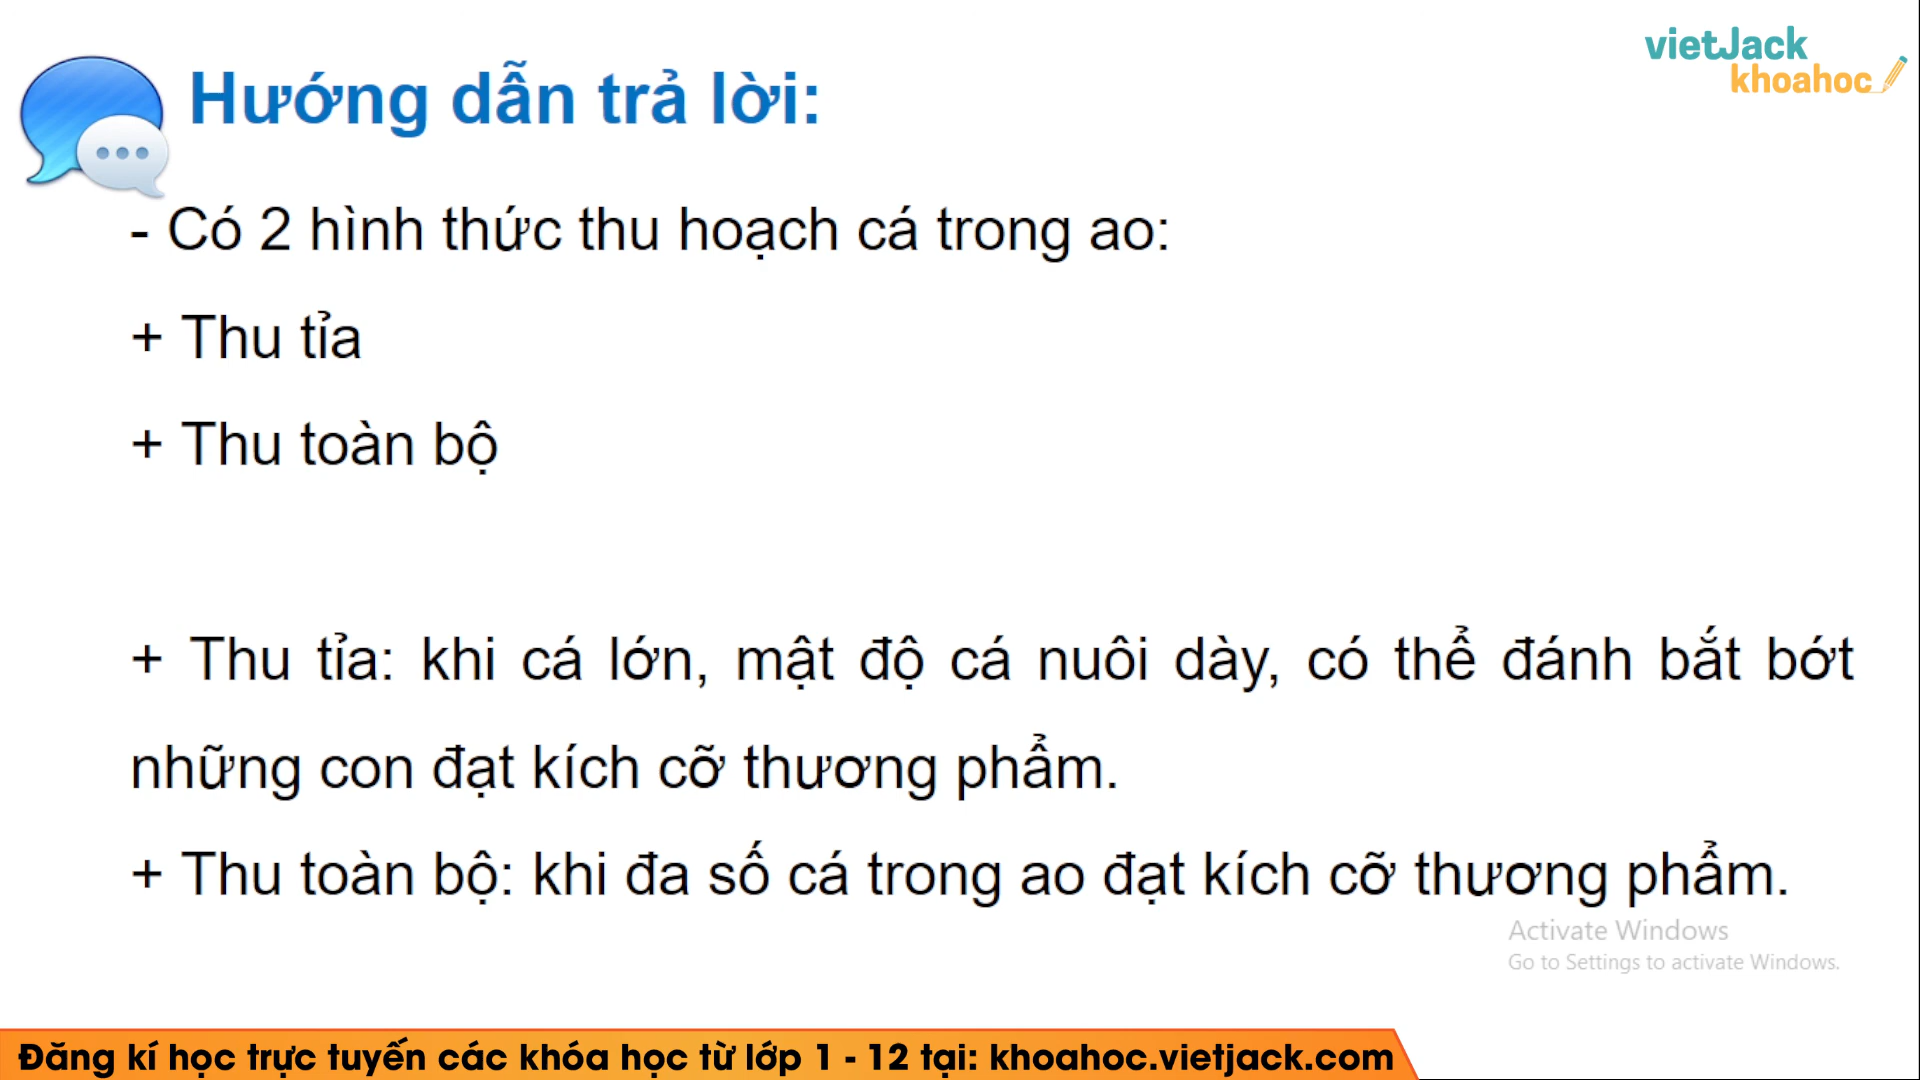 vietJack
khoahoc
Hướng dẫn trả lời:
- Có 2 hình thức thu hoạch cá trong ao:
+ Thu tỉa
+ Thu toàn bộ
+ Thu tỉa: khi cá lớn, mật độ cá nuôi dày, có thể đánh bắt bớt
những con đạt kích cỡ thương phẩm.
+ Thu toàn bộ: khi đa số cá trong ao đạt kích cỡ thương phẩm.
Activate Windows
Go to Settings to activate Windows.
Đăng kí học trực tuyến các khóa học từ lớp 1 - 12 tại: khoahoc.vietjack.com